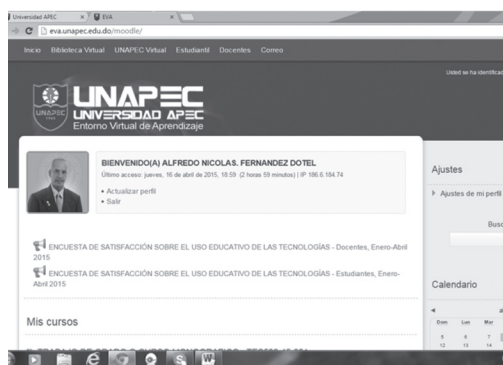 Universidad APEC
EVA
eva.unapec.edu.do/moodle/
Inicio Biblioteca Virtual UNAPEC Virtual Estudiantil Docentes Correo
Usted se ha identificad
UNAPEC
UNAPEC
UNIVERSIDAD APEC
Entorno Virtual de Aprendizaje
BIENVENIDO(A) ALFREDO NICOLAS. FERNANDEZ DOTEL
Último acceso: jueves, 16 de abril de 2015, 18:59 (2 horas 59 minutos) | IP 186.6.184.74
Actualizar perfil
Salir
ENCUESTA DE SATISFACCIÓN SOBRE EL USO EDUCATIVO DE LAS TECNOLOGÍAS - Docentes, Enero-Abril
2015
ENCUESTA DE SATISFACCIÓN SOBRE EL USO EDUCATIVO DE LAS TECNOLOGÍAS - Estudiantes, Enero-
Abril 2015
Mis cursos
Ajustes
Ajustes de mi perfil
Busc
Calendario
Dom Lun Mar
5 6 7
12 13 14